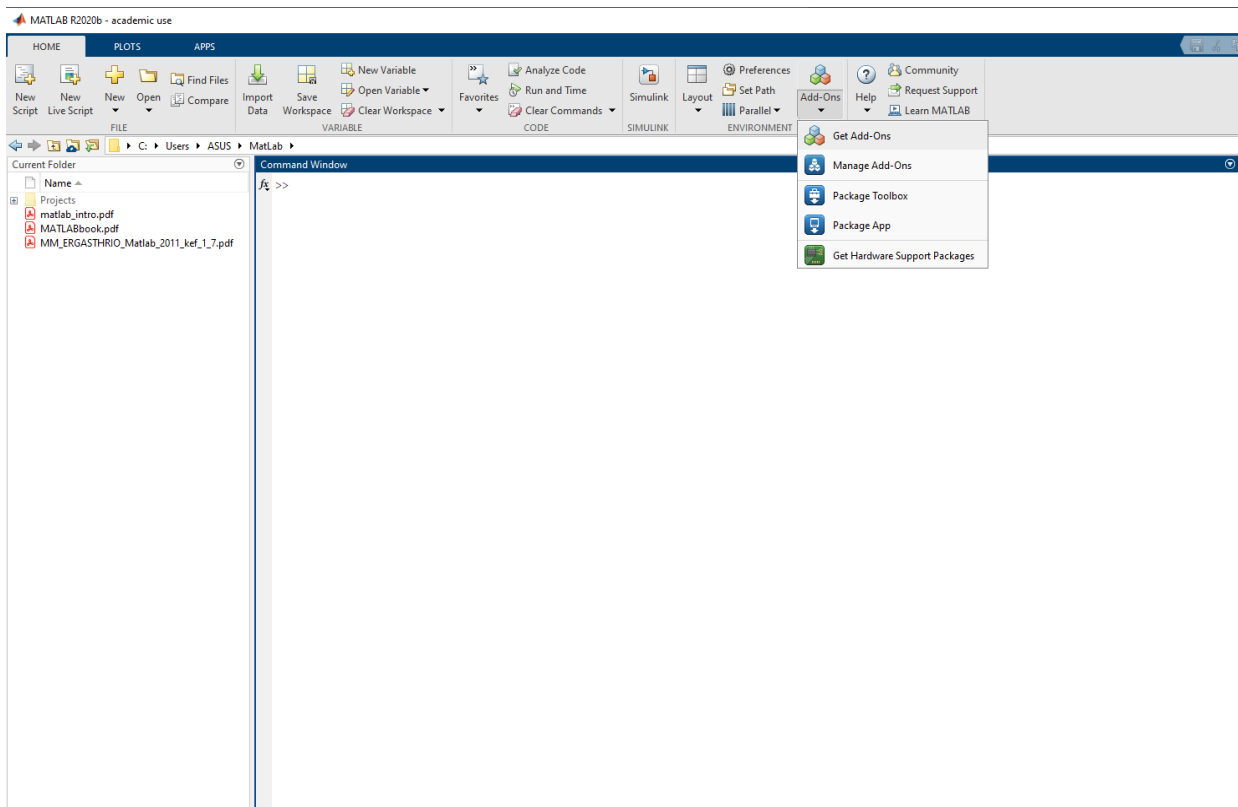 MATLAB R2020b - academic use
HOME PLOTS APPS
New Script
New Live Script
New
Open
Find Files
Compare
FILE
Import Data
Save Workspace
New Variable
Open Variable
Clear Workspace
VARIABLE
Favorites
Analyze Code
Run and Time
Clear Commands
CODE
Simulink
SIMULINK
Layout
Preferences
Set Path
Parallel
ENVIRONMENT
Add-Ons
Help
Community
Request Support
Learn MATLAB
Get Add-Ons
Manage Add-Ons
Package Toolbox
Package App
Get Hardware Support Packages
C: Users ASUS MatLab
Current Folder
Name
Projects
matlab_intro.pdf
MATLABbook.pdf
MM_ERGASTHRIO_Matlab_2011_kef_1_7.pdf
Command Window
fx >>